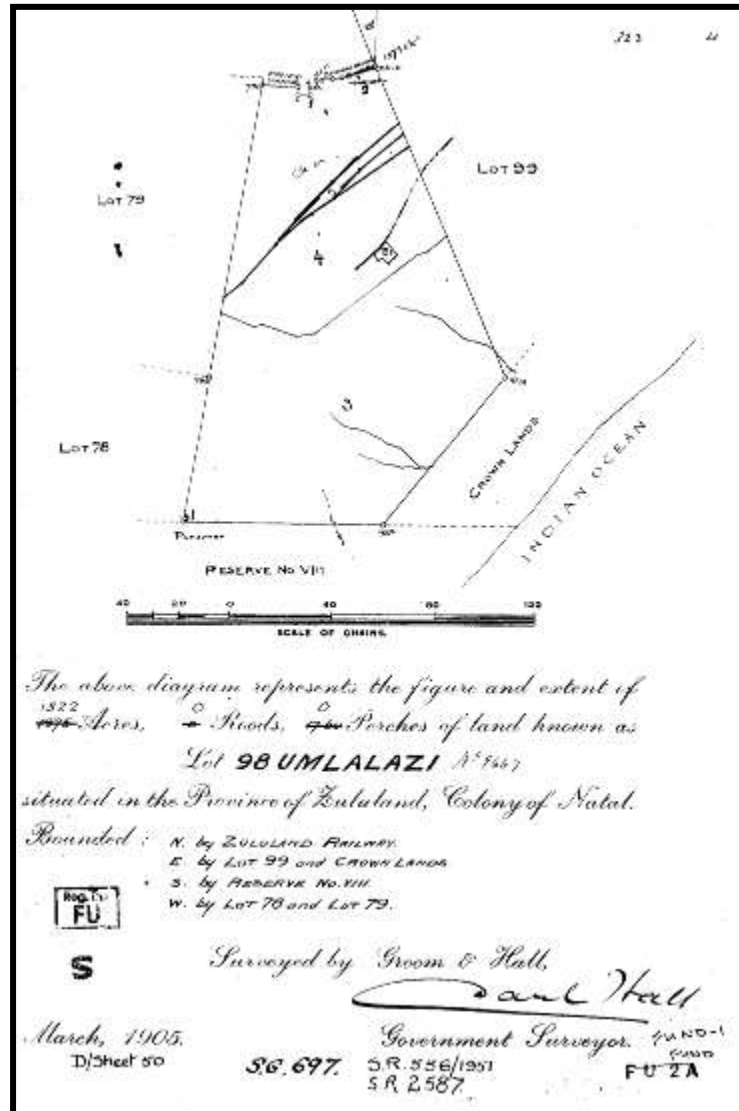 LOT 99
LOT 79
4
3
LOT 78
CROWN LANDS
INDIAN OCEAN
RESERVE No VIII
40 20 0 40 80 120
SCALE OF CHAINS.
The above diagram represents the figure and extent of
1922
Acres, 0 Roods, 0 Perches of land known as
Lot 98 UMLALAZI
situated in the Province of Zululand, Colony of Natal.
Bounded: N. by ZULULAND RAILWAY.
E by LOT 99 and CROWN LANDS
S. by RESERVE No. VIII
W. by LOT 78 and LOT 79.
FU
S
Surveyed by Groom & Hall,
Hall
March, 1905. Government Surveyor.
D/Sheet 50 S.G. 697. S.R. 556/1951
S.R. 2587. FU 2A